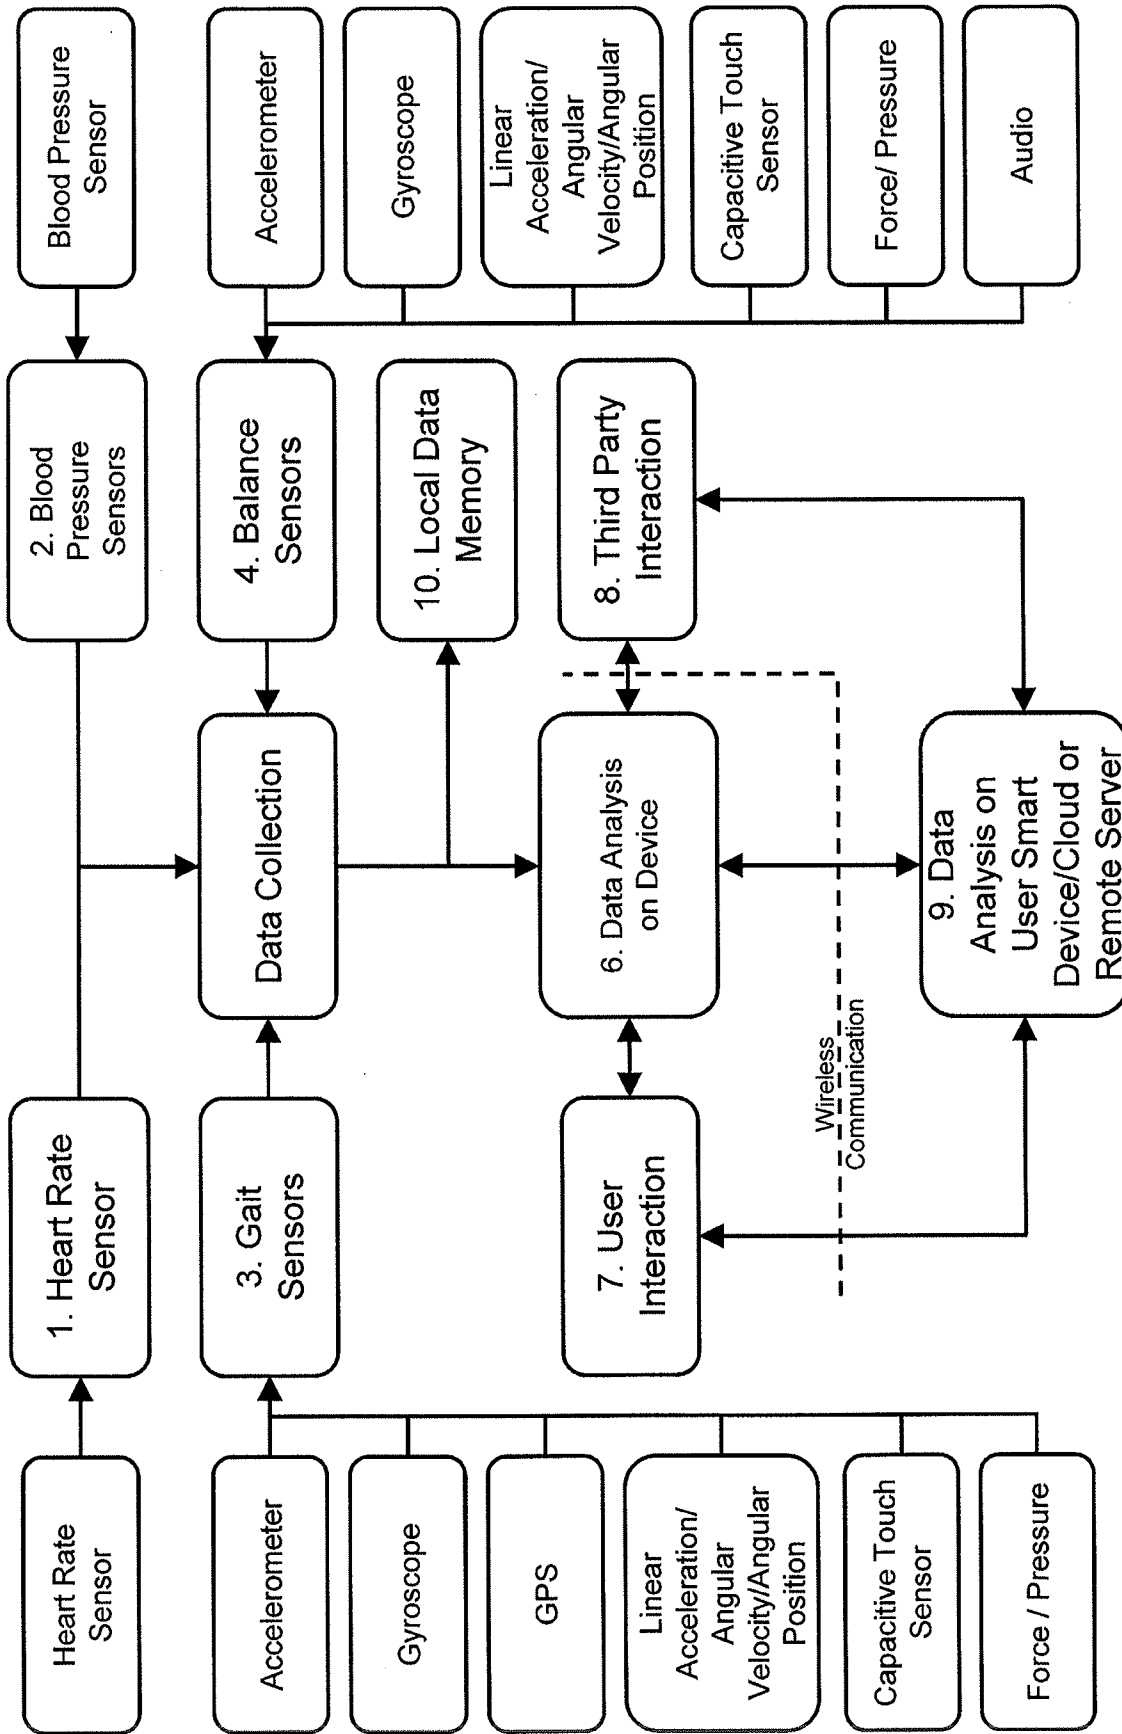 Heart Rate
Sensor
1. Heart Rate
Sensor
2. Blood
Pressure
Sensors
Blood Pressure
Sensor
Accelerometer
Gyroscope
GPS
Linear
Acceleration/
Angular
Velocity/Angular
Position
Capacitive Touch
Sensor
Force / Pressure
3. Gait
Sensors
Data Collection
4. Balance
Sensors
Accelerometer
Gyroscope
Linear
Acceleration/
Angular
Velocity/Angular
Position
Capacitive Touch
Sensor
Force/ Pressure
Audio
10. Local Data
Memory
7. User
Interaction
6. Data Analysis
on Device
8. Third Party
Interaction
Wireless
Communication
9. Data
Analysis on
User Smart
Device/Cloud or
Remote Server